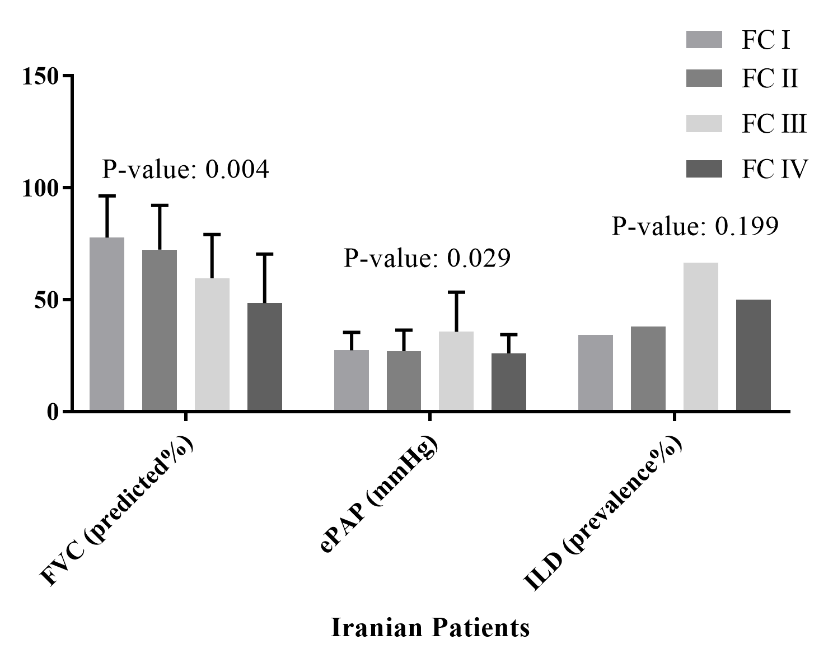 FC I
FC II
FC III
FC IV
150
100
50
0
P-value: 0.004
P-value: 0.029
P-value: 0.199
FVC (predicted%)
ePAP (mmHg)
ILD (prevalence%)
Iranian Patients